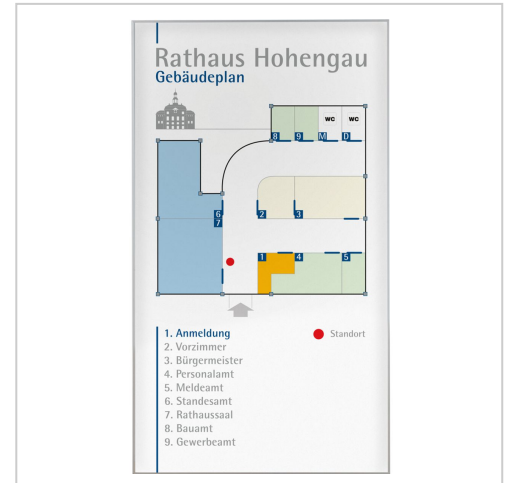 Rathaus Hohengau
Gebäudeplan
WC WC
8 9 M D
6 2 3
7
1 4 5
1. Anmeldung
Standort
2. Vorzimmer
3. Bürgermeister
4. Personalamt
5. Meldeamt
6. Standesamt
7. Rathaussaal
8. Bauamt
9. Gewerbeamt